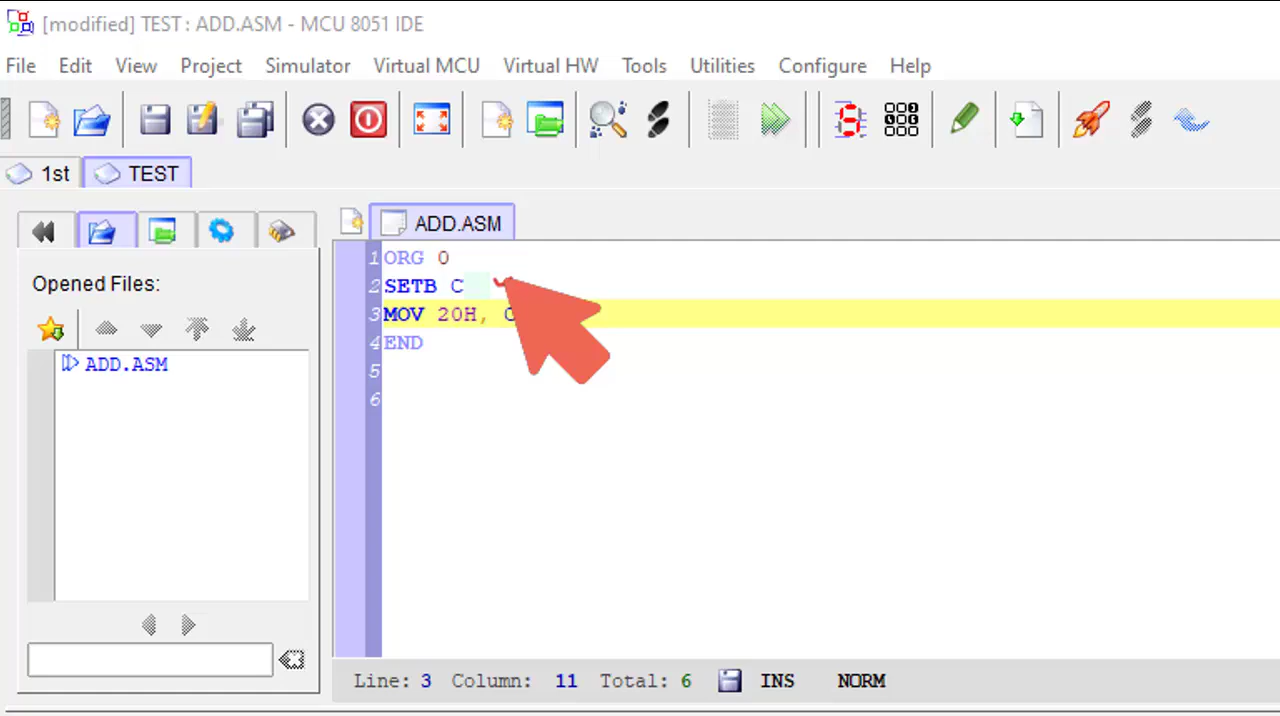 [modified] TEST : ADD.ASM - MCU 8051 IDE
File Edit View Project Simulator Virtual MCU Virtual HW Tools Utilities Configure Help
1st TEST
ADD.ASM
Opened Files:
ADD.ASM
1 ORG 0
2 SETB C
3 MOV 20H,
4 END
5
6
Line: 3 Column: 11 Total: 6 INS NORM